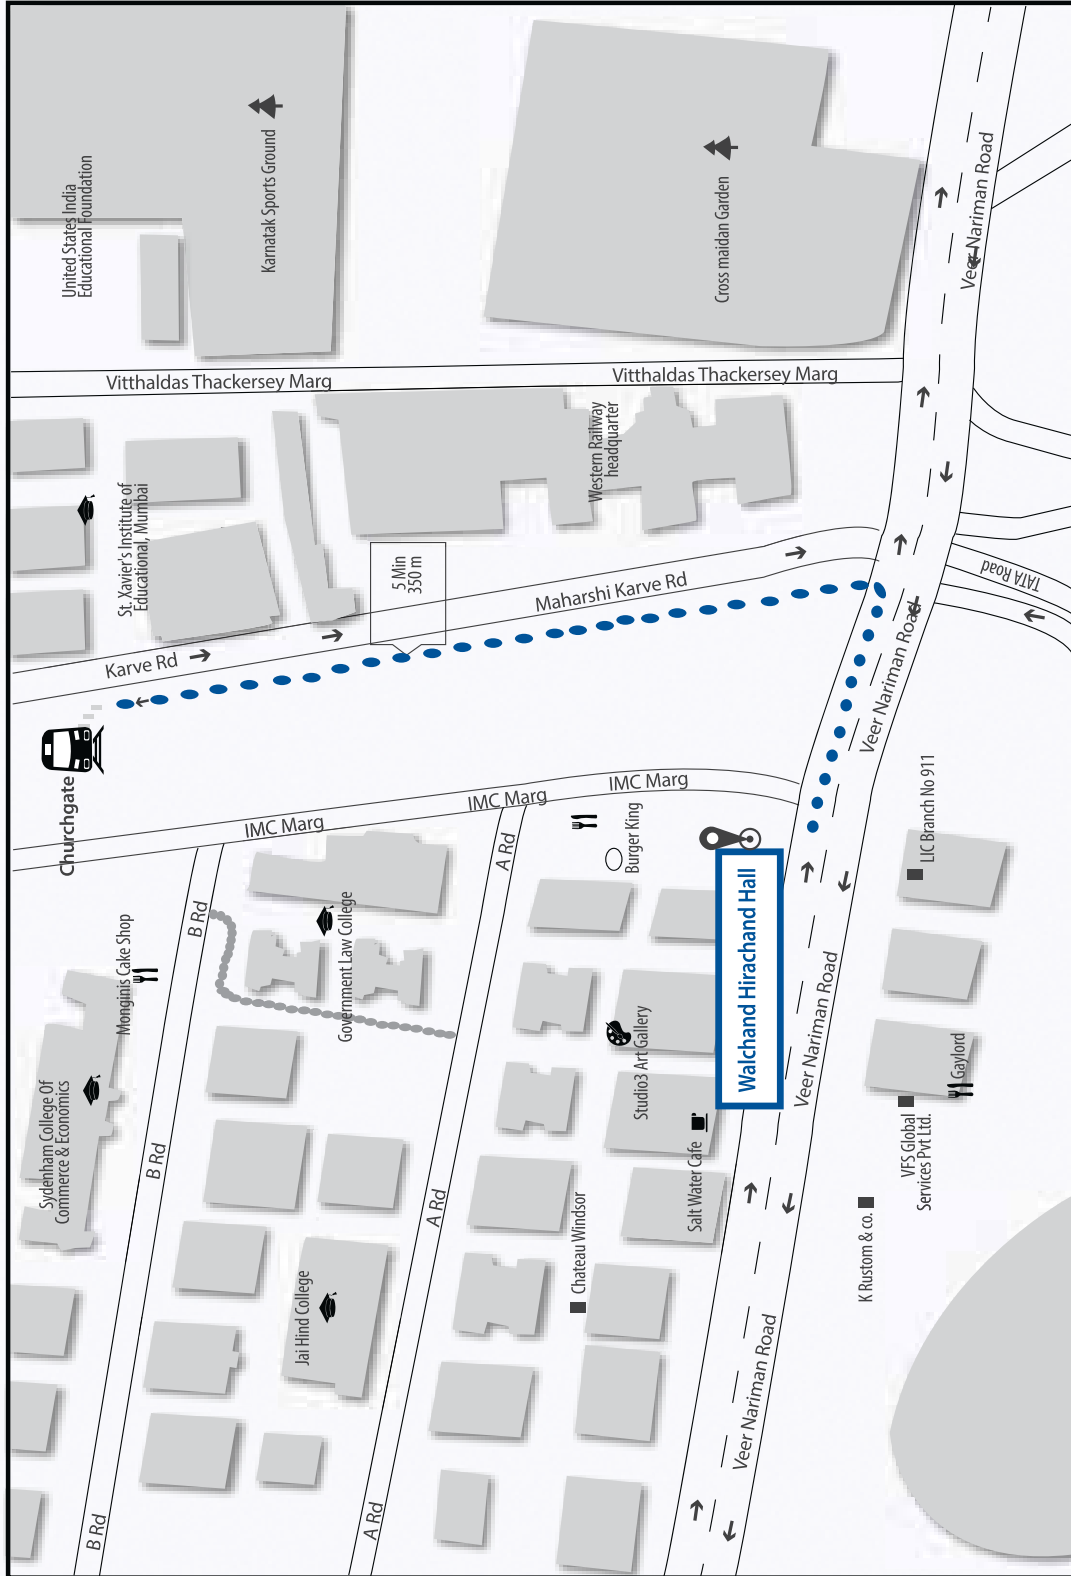 United States India
Educational Foundation
Karnatak Sports Ground
Cross maidan Garden
Veer Nariman Road
Vitthaldas Thackersey Marg
Vitthaldas Thackersey Marg
St. Xavier's Institute of
Educational, Mumbai
Western Railway
headquarter
5 Min
350 m
Maharshi Karve Rd
Karve Rd
TATA Road
Veer Nariman Road
Churchgate
IMC Marg
IMC Marg
IMC Marg
A Rd
Burger King
LIC Branch No 911
Walchand Hirachand Hall
Monginis Cake Shop
B Rd
Government Law College
Studio3 Art Gallery
Veer Nariman Road
Gaylord
Sydenham College Of
Commerce & Economics
B Rd
A Rd
Chateau Windsor
Salt Water Cafe
VFS Global
Services Pvt Ltd.
K Rustom & co.
Jai Hind College
Veer Nariman Road
B Rd
A Rd